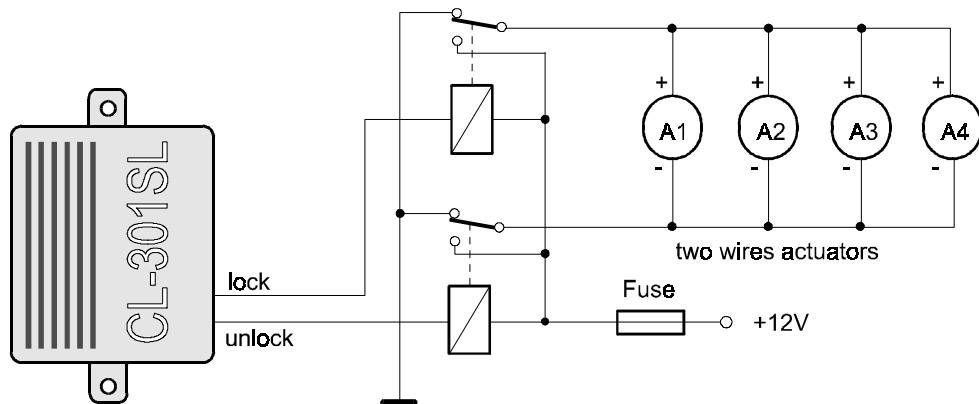 + + + +
A1 A2 A3 A4
- - - -
two wires actuators
CL-301SL
lock
unlock
Fuse
+12V